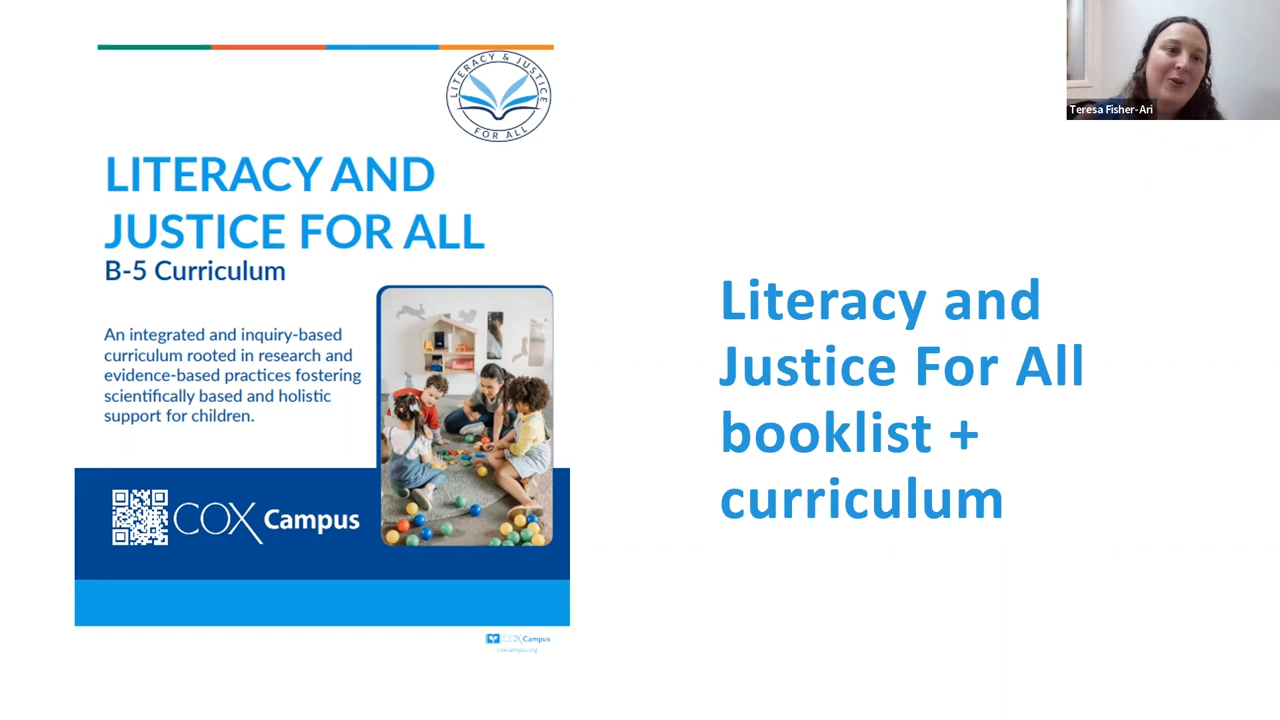 LITERACY & JUSTICE
FOR ALL
LITERACY AND
JUSTICE FOR ALL
B-5 Curriculum
An integrated and inquiry-based
curriculum rooted in research and
evidence-based practices fostering
scientifically based and holistic
support for children.
COX Campus
COX Campus
coxcampus.org
Literacy and
Justice For All
booklist +
curriculum
Teresa Fisher-Ari